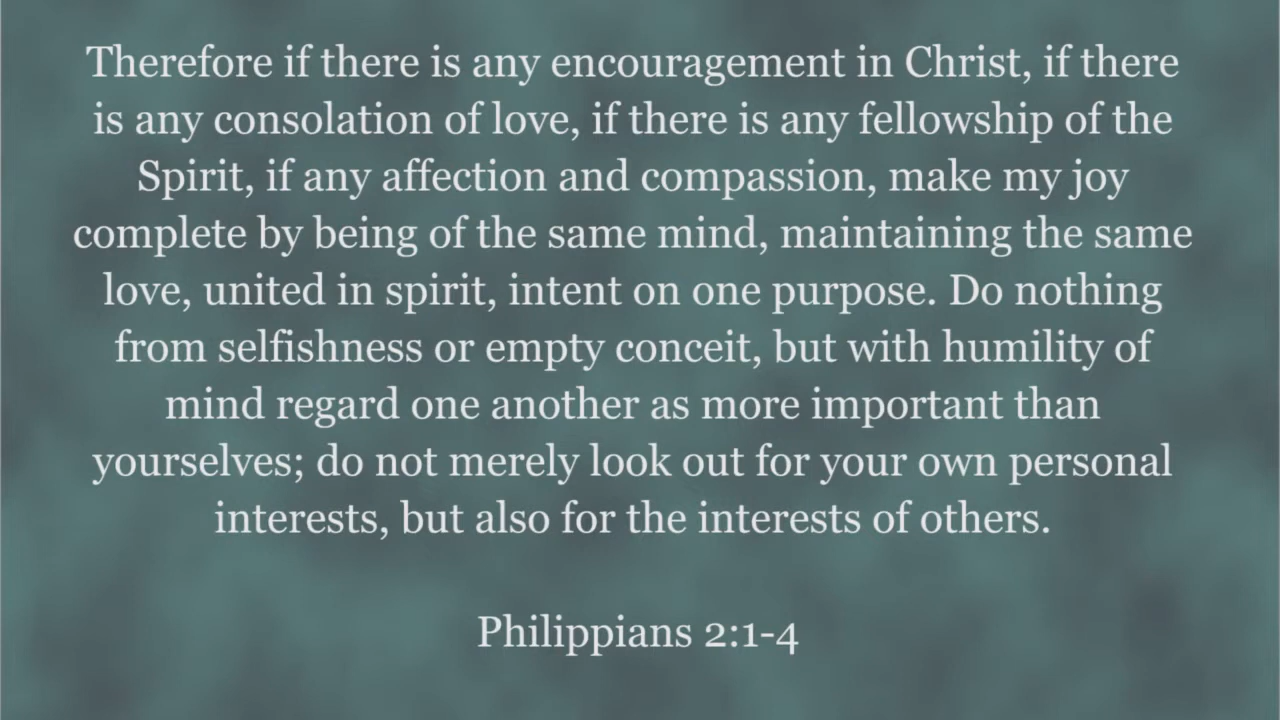 Therefore if there is any encouragement in Christ, if there
is any consolation of love, if there is any fellowship of the
Spirit, if any affection and compassion, make my joy
complete by being of the same mind, maintaining the same
love, united in spirit, intent on one purpose. Do nothing
from selfishness or empty conceit, but with humility of
mind regard one another as more important than
yourselves; do not merely look out for your own personal
interests, but also for the interests of others.
Philippians 2:1-4